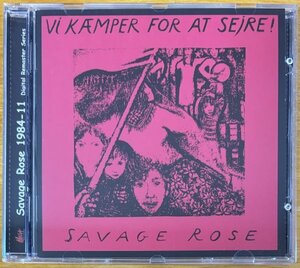 VI KÆMPER FOR AT SEJRE!
SAVAGE ROSE
Savage Rose 1984-11 Digital Remaster Series